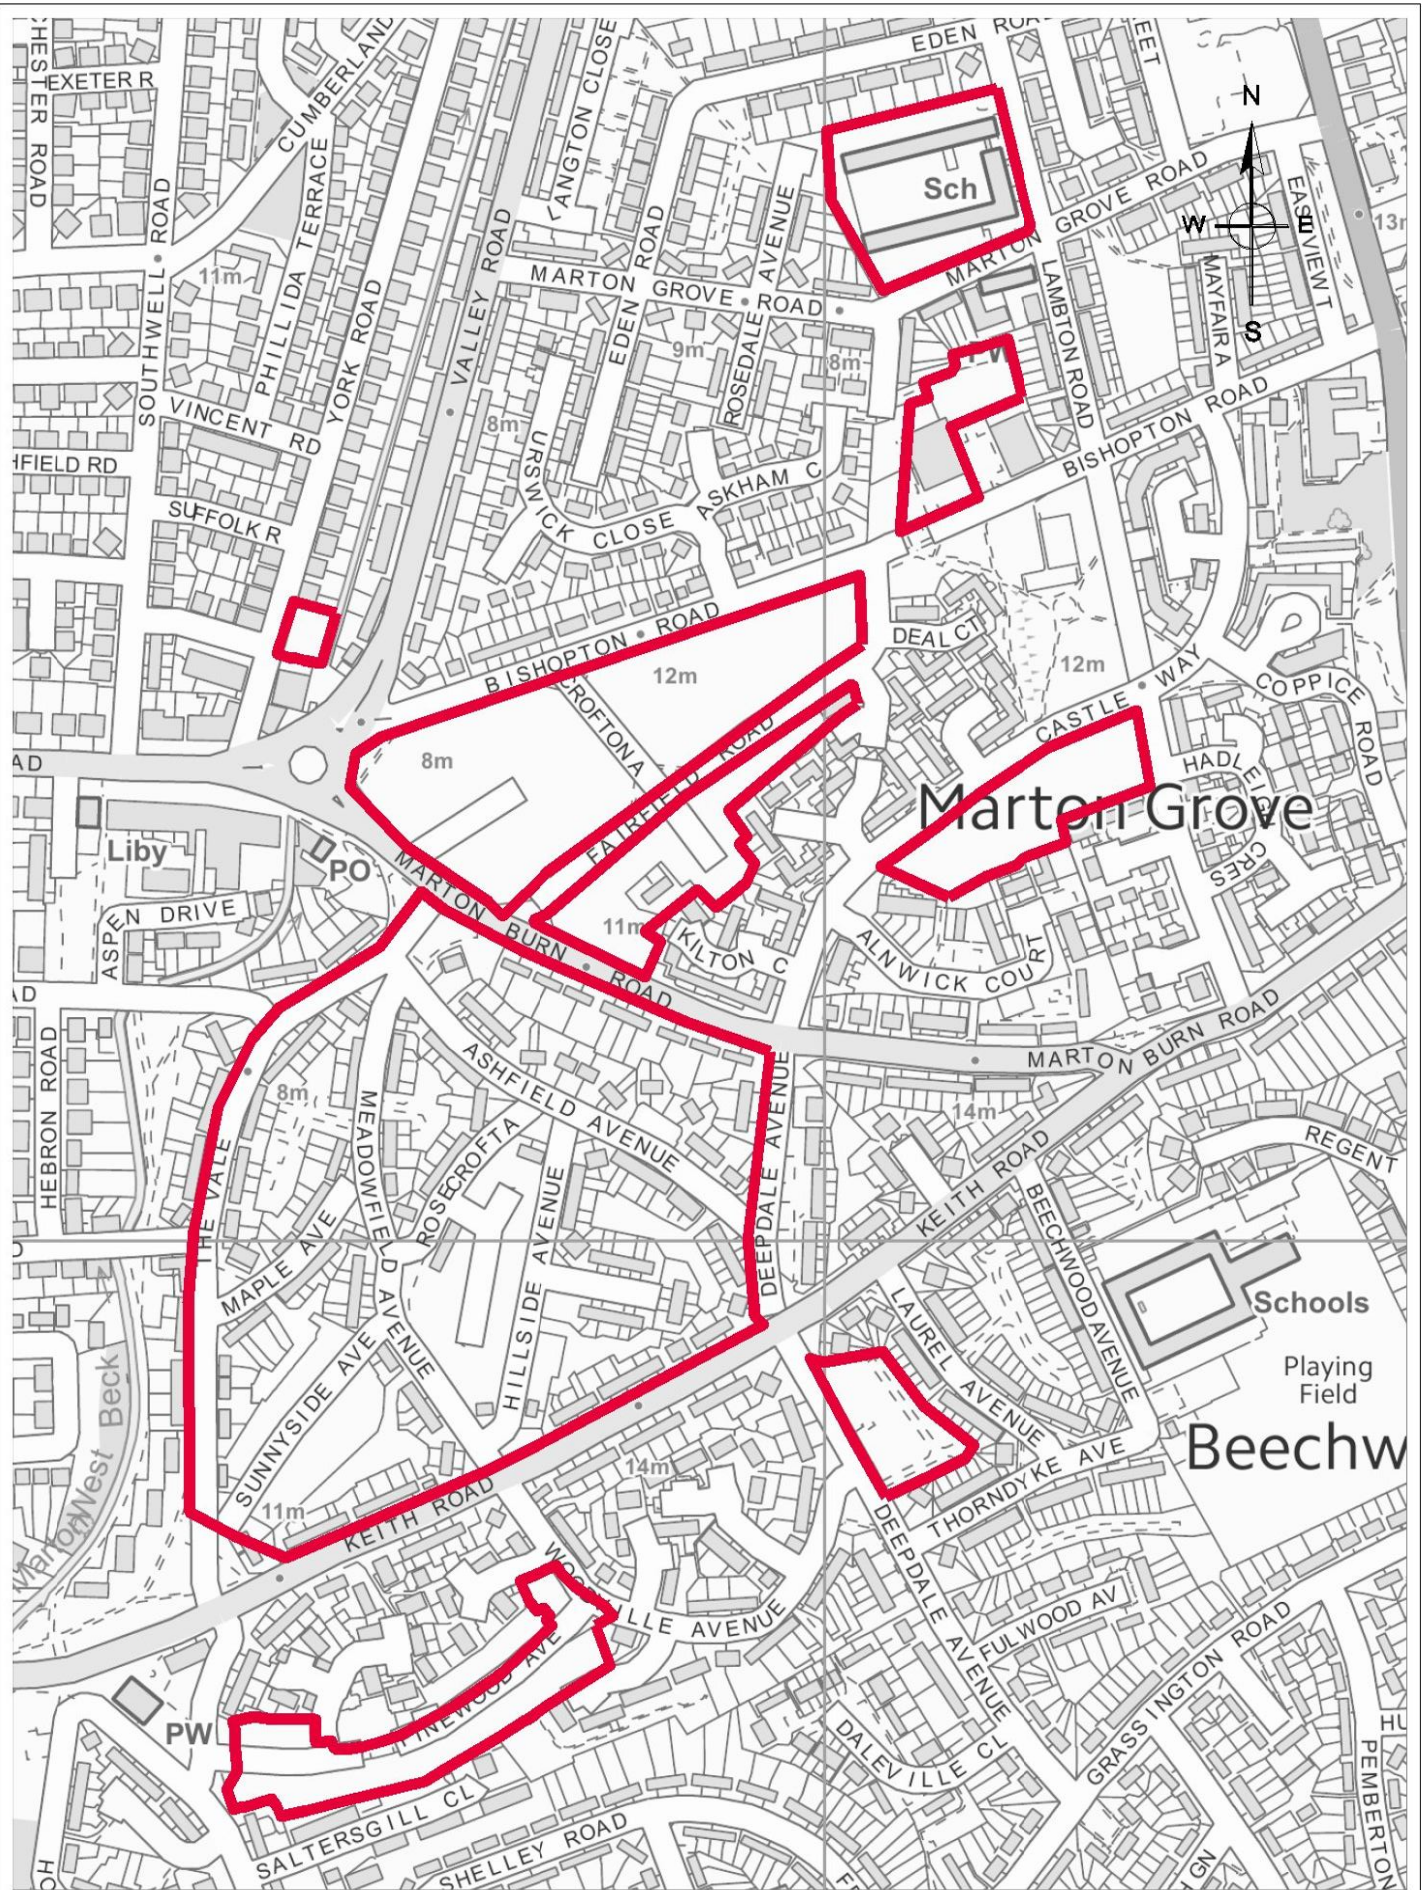 CHESTER ROAD
EXETER R
CUMBERLAND
LANGTON CLOSE
EDEN ROA
EET
N
W
E
S
SOUTHWELL ROAD
PHILLIDA TERRACE
YORK ROAD
VALLEY ROAD
EDEN ROAD
ROSEDALE AVENUE
MARTON GROVE ROAD
Sch
MARTON GROVE ROAD
EASTVIEW T
13m
11m
9m
8m
LAMBTON ROAD
MAYFAIR A
VINCENT RD
HFIELD RD
8m
SUFFOLK R
URSWICK CLOSE
ASKHAM C
PW
BISHOPTON ROAD
BISHOPTON ROAD
DEAL CT
12m
12m
CROFTON A
CASTLE WAY
COPPICE ROAD
AD
8m
FAIRFIELD ROAD
HADLEIGH CRES
Marton Grove
Liby
PO
ASPEN DRIVE
MARTON BURN ROAD
11m
KILTON C
ALNWICK COURT
AD
HEBRON ROAD
8m
ASHFIELD AVENUE
MARTON BURN ROAD
14m
THE VALE
MEADOWFIELD AVENUE
ROSECROFT A
DEEPDALE AVENUE
KEITH ROAD
REGENT
MAPLE AVE
HILLSIDE AVENUE
BEECHWOOD AVENUE
LAUREL AVENUE
Schools
Playing
Field
Marton West Beck
SUNNYSIDE AVE
THORNDYKE AVE
Beechw
14m
11m
KEITH ROAD
DEEPDALE AVENUE
FULWOOD AV
PINEWOOD AVE
GRASSINGTON ROAD
PW
DALEVILLE CL
HU
PEMBERTON
SALTERSGILL CL
SHELLEY ROAD
GN